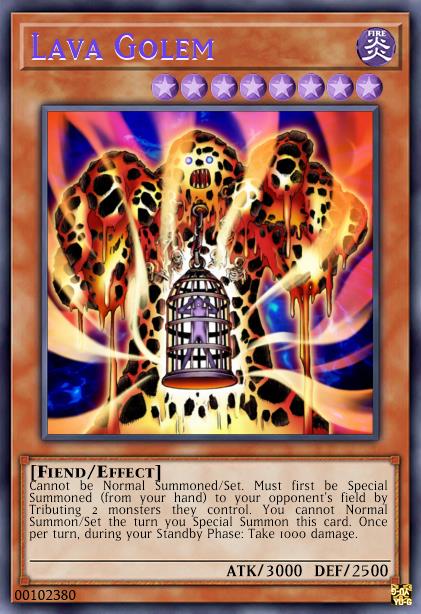 Lava Golem
FIRE
炎
[Fiend/Effect]
Cannot be Normal Summoned/Set. Must first be Special
Summoned (from your hand) to your opponent's field by
Tributing 2 monsters they control. You cannot Normal
Summon/Set the turn you Special Summon this card. Once
per turn, during your Standby Phase: Take 1000 damage.
ATK/3000 DEF/2500
00102380